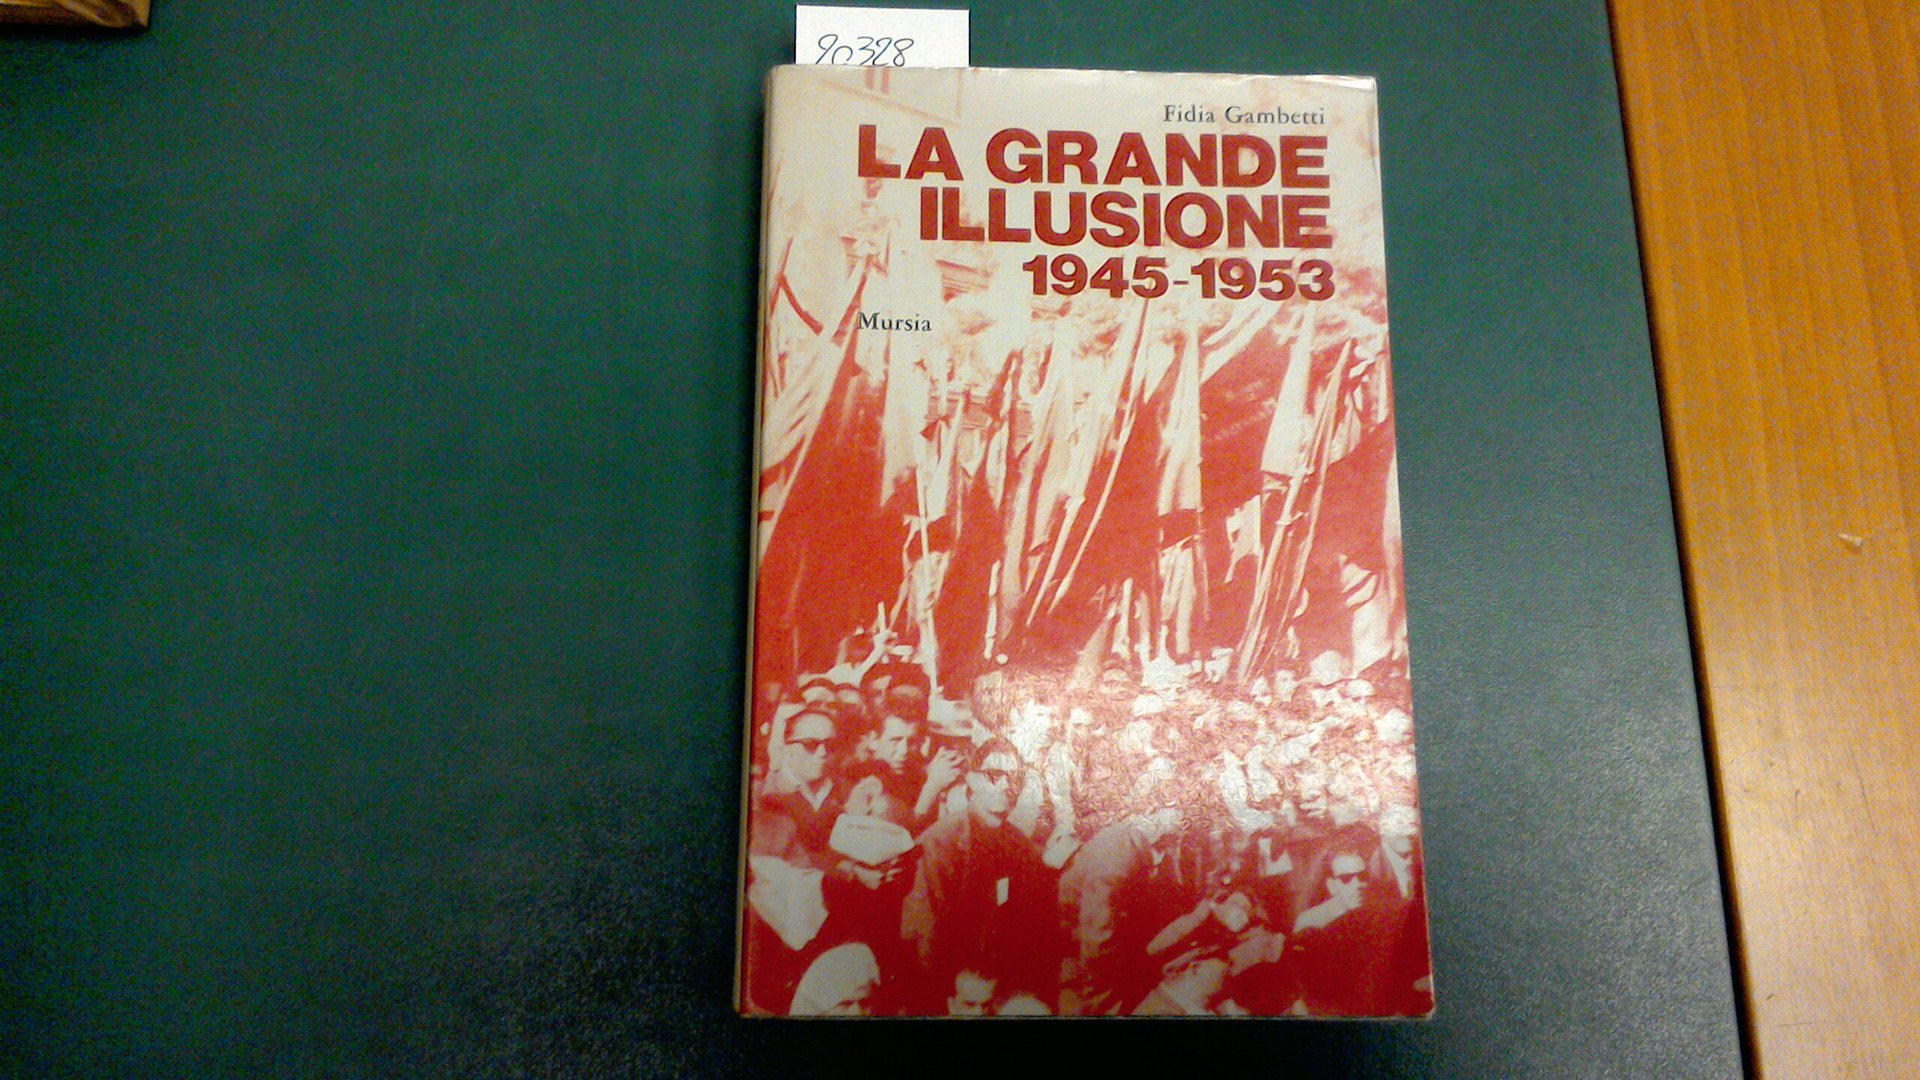 90328
Fidia Gambetti
LA GRANDE
ILLUSIONE
1945-1953
Mursia